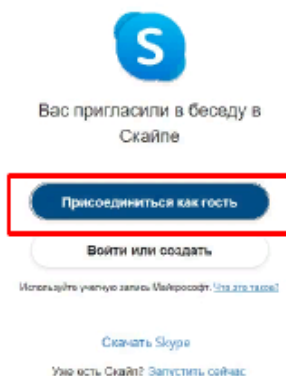 S
Вас пригласили в беседу в
Скайпе
Присоединиться как гость
Войти или создать
Используйте учетную запись Майкрософт. Что это такое?
Скачать Skype
Уже есть Скайп? Запустить сейчас